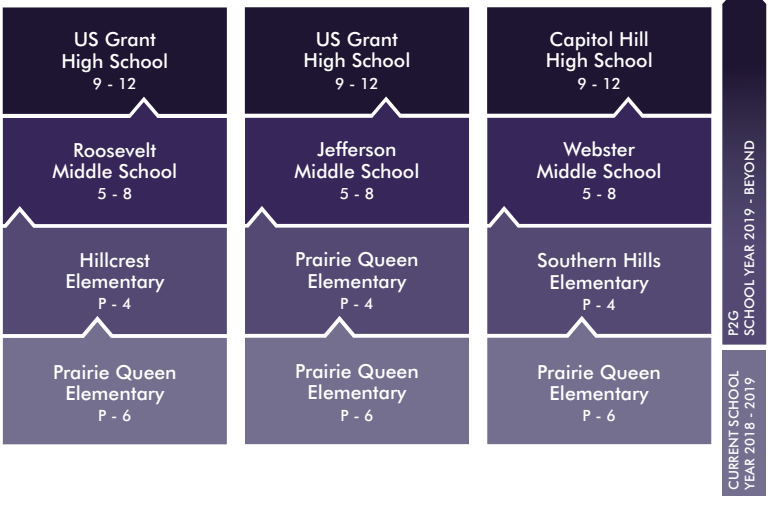 US Grant
High School
9 - 12
Roosevelt
Middle School
5 - 8
Hillcrest
Elementary
P - 4
Prairie Queen
Elementary
P - 6
US Grant
High School
9 - 12
Jefferson
Middle School
5 - 8
Prairie Queen
Elementary
P - 4
Prairie Queen
Elementary
P - 6
Capitol Hill
High School
9 - 12
Webster
Middle School
5 - 8
Southern Hills
Elementary
P - 4
Prairie Queen
Elementary
P - 6
P2G
SCHOOL YEAR 2019 - BEYOND
CURRENT SCHOOL
YEAR 2018 - 2019